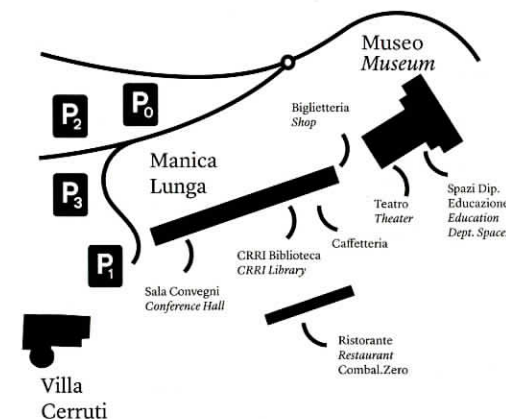 Museo
Museum
Biglietteria
Shop
P2
P0
Manica
Lunga
P3
Teatro
Theater
Spazi Dip.
Educazione
Education
Dept. Spaces
Caffetteria
CRRI Biblioteca
CRRI Library
P1
Sala Convegni
Conference Hall
Ristorante
Restaurant
Combal.Zero
Villa
Cerruti